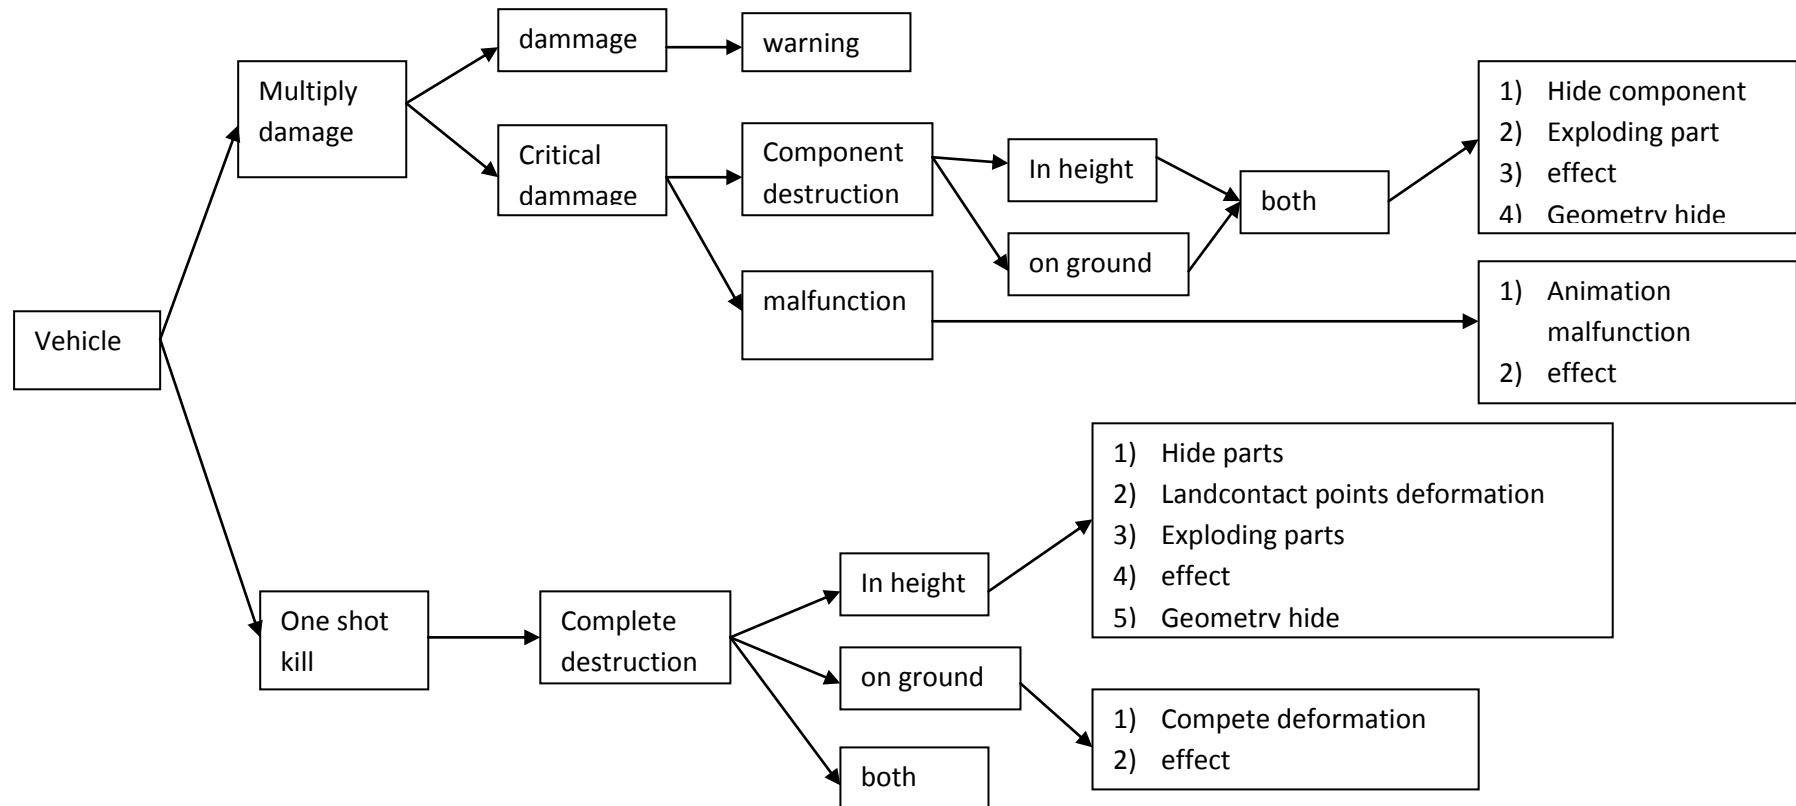 dammage
warning
Multiply
damage
Critical
dammage
Component
destruction
In height
on ground
both
1) Hide component
2) Exploding part
3) effect
4) Geometry hide
malfunction
1) Animation
malfunction
2) effect
Vehicle
1) Hide parts
2) Landcontact points deformation
3) Exploding parts
4) effect
5) Geometry hide
One shot
kill
Complete
destruction
In height
on ground
both
1) Compete deformation
2) effect